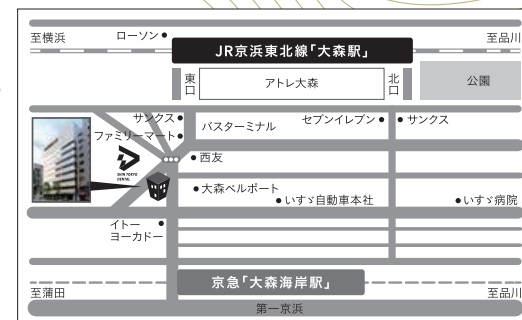 至横浜
ローソン
至品川
JR京浜東北線「大森駅」
東口
アトレ大森
北口
公園
サンクス
ファミリーマート
バスターミナル
セブンイレブン
サンクス
SHIN TOKYO
DENTAL
西友
大森ベルポート
いすゞ自動車本社
いすゞ病院
イトー
ヨーカドー
京急「大森海岸駅」
至蒲田
至品川
第一京浜